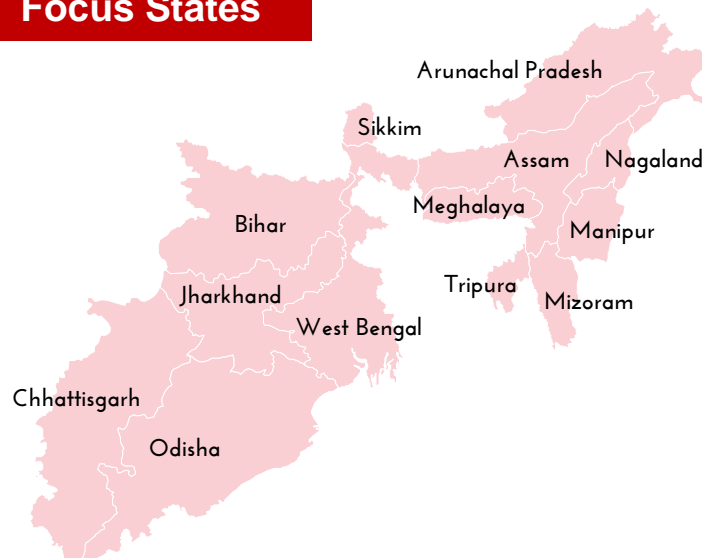 Focus States
Arunachal Pradesh
Sikkim
Assam
Nagaland
Meghalaya
Bihar
Manipur
Tripura
Jharkhand
Mizoram
West Bengal
Chhattisgarh
Odisha